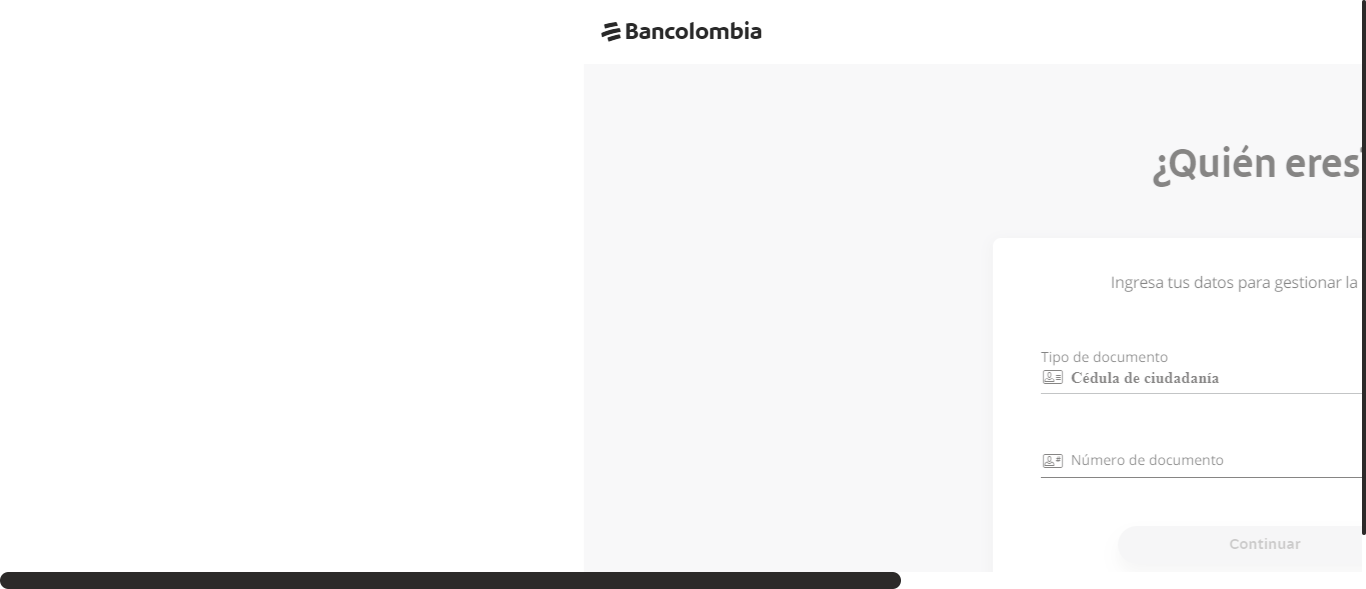 Bancolombia
¿Quién eres?
Ingresa tus datos para gestionar la
Tipo de documento
Cédula de ciudadanía
Número de documento
Continuar